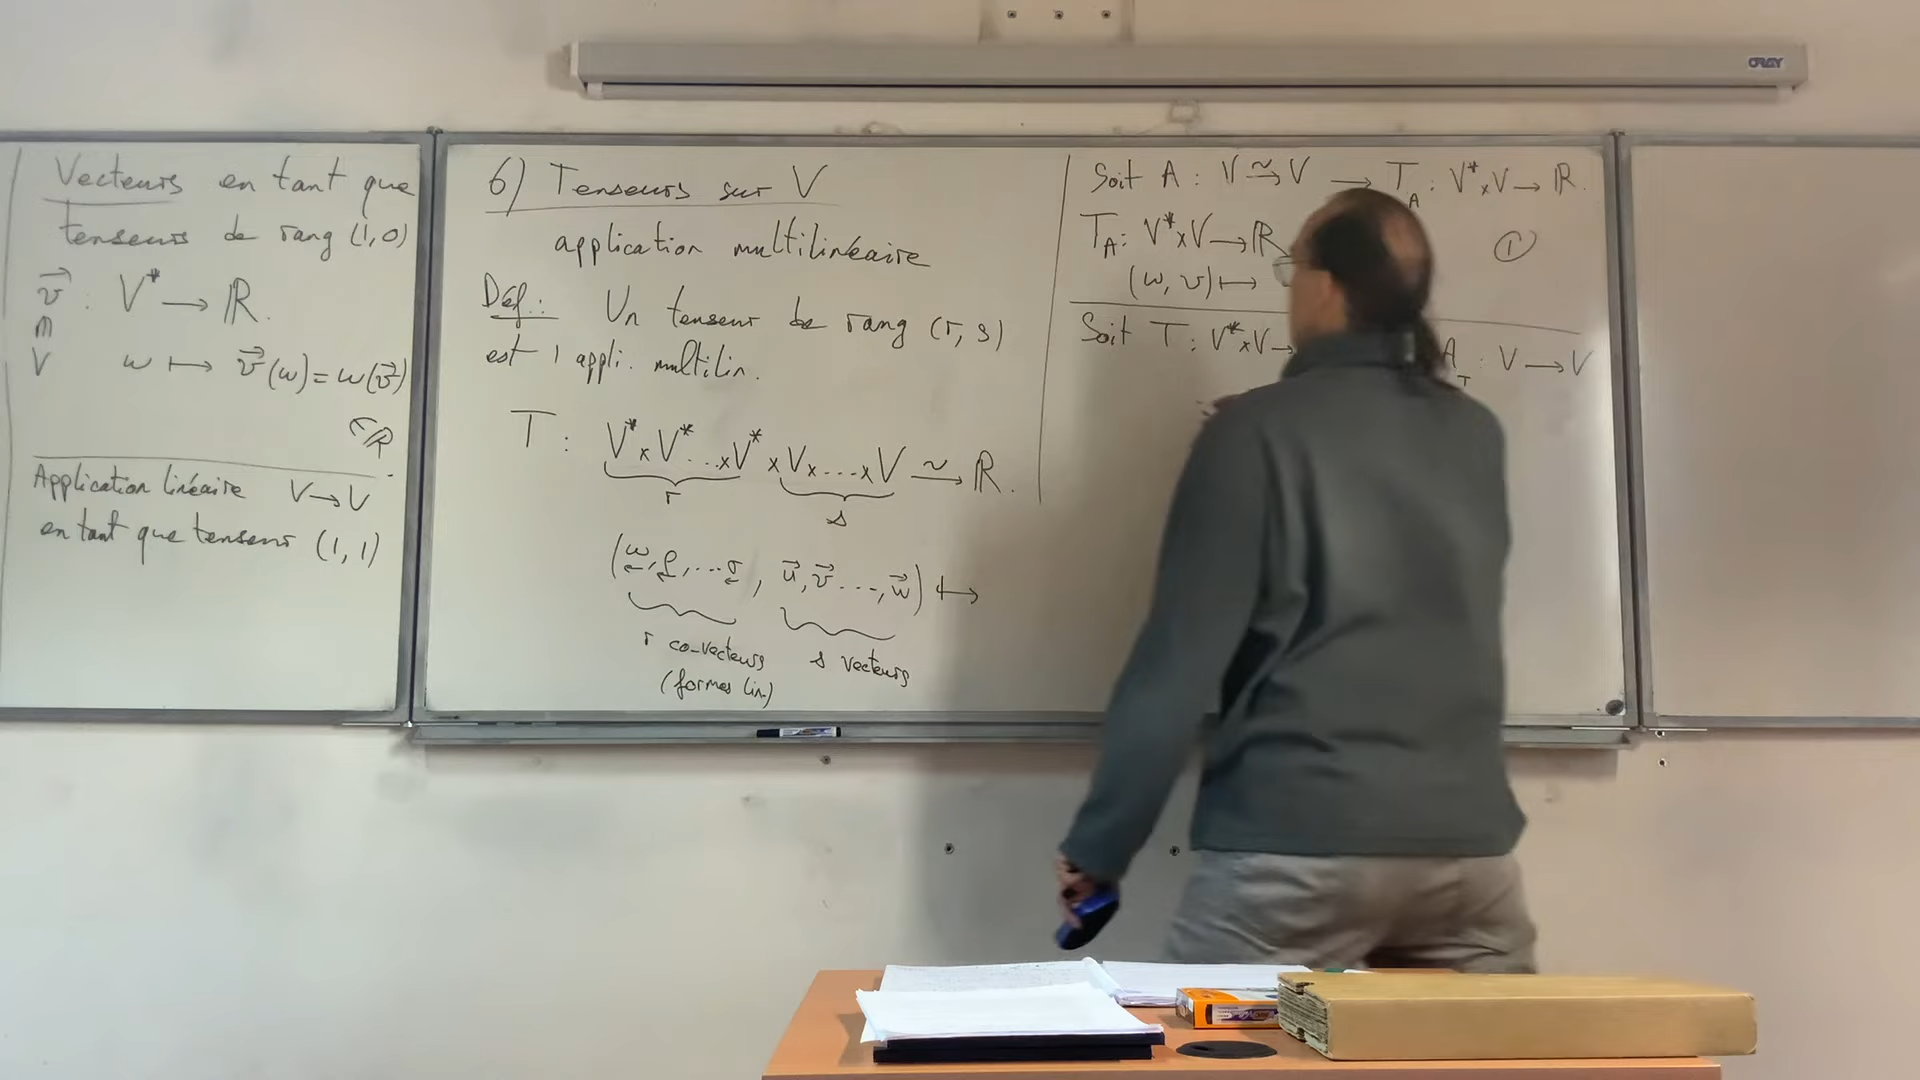 Vecteurs en tant que
tenseurs de rang (1,0)
v⃗ : V* → ℝ.
∈
V ω ↦ v⃗(ω) = ω(v⃗)
∈ ℝ
Application linéaire V → V
en tant que tenseur (1,1)
6) Tenseurs sur V
application multilinéaire
Déf.: Un tenseur de rang (r, s)
est 1 appli. multilin.
T : V* × V* ... × V* × V × ... × V ⥲ ℝ.
r s
(ω, ρ, ... σ, u⃗, v⃗ ..., w⃗) ↦
r co-vecteurs s vecteurs
(formes lin.)
Soit A : V ⥲ V → T_A : V* × V → ℝ.
T_A : V* × V → ℝ ①
(ω, v) ↦
Soit T : V* × V → A_T : V → V
ORAY